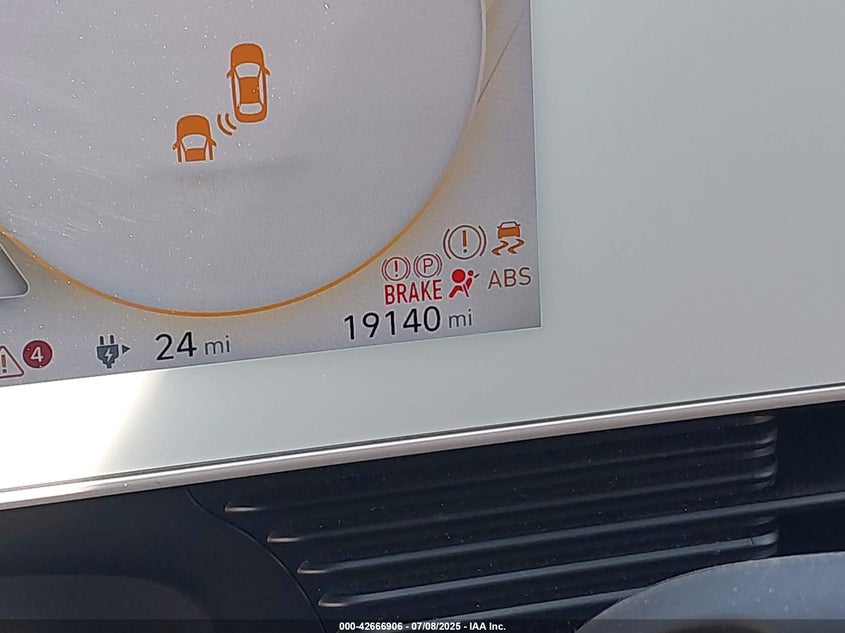 P
BRAKE ABS
19140 mi
4 24 mi
000-42666906 - 07/08/2025 - IAA Inc.